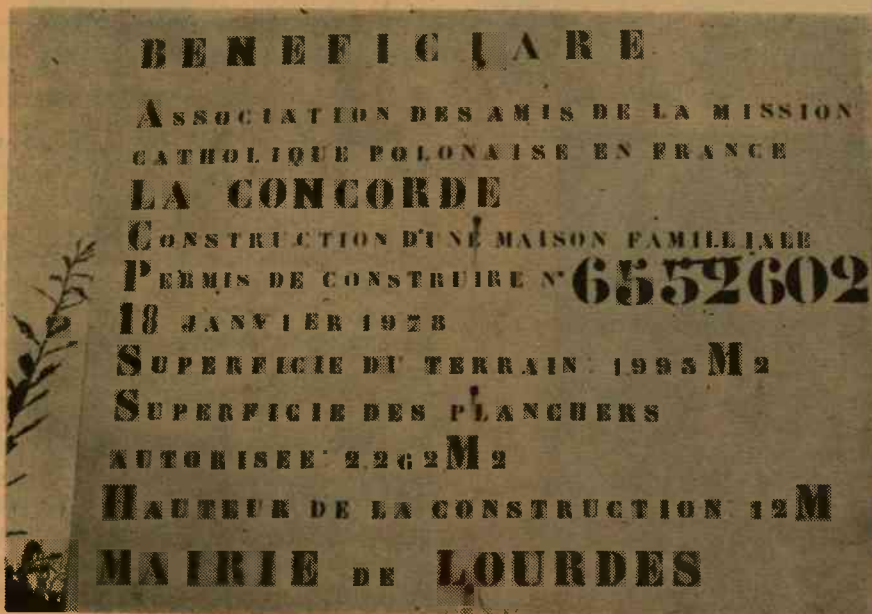 BENEFICIARE
ASSOCIATION DES AMIS DE LA MISSION
CATHOLIQUE POLONAISE EN FRANCE
LA CONCORDE
CONSTRUCTION D'UNE MAISON FAMILLIALE
PERMIS DE CONSTRUIRE N° 6552602
18 JANVIER 1978
SUPERFICIE DU TERRAIN: 1995 M2
SUPERFICIE DES PLANCHERS
AUTORISEE: 2.262 M2
HAUTEUR DE LA CONSTRUCTION 12M
MAIRIE DE LOURDES